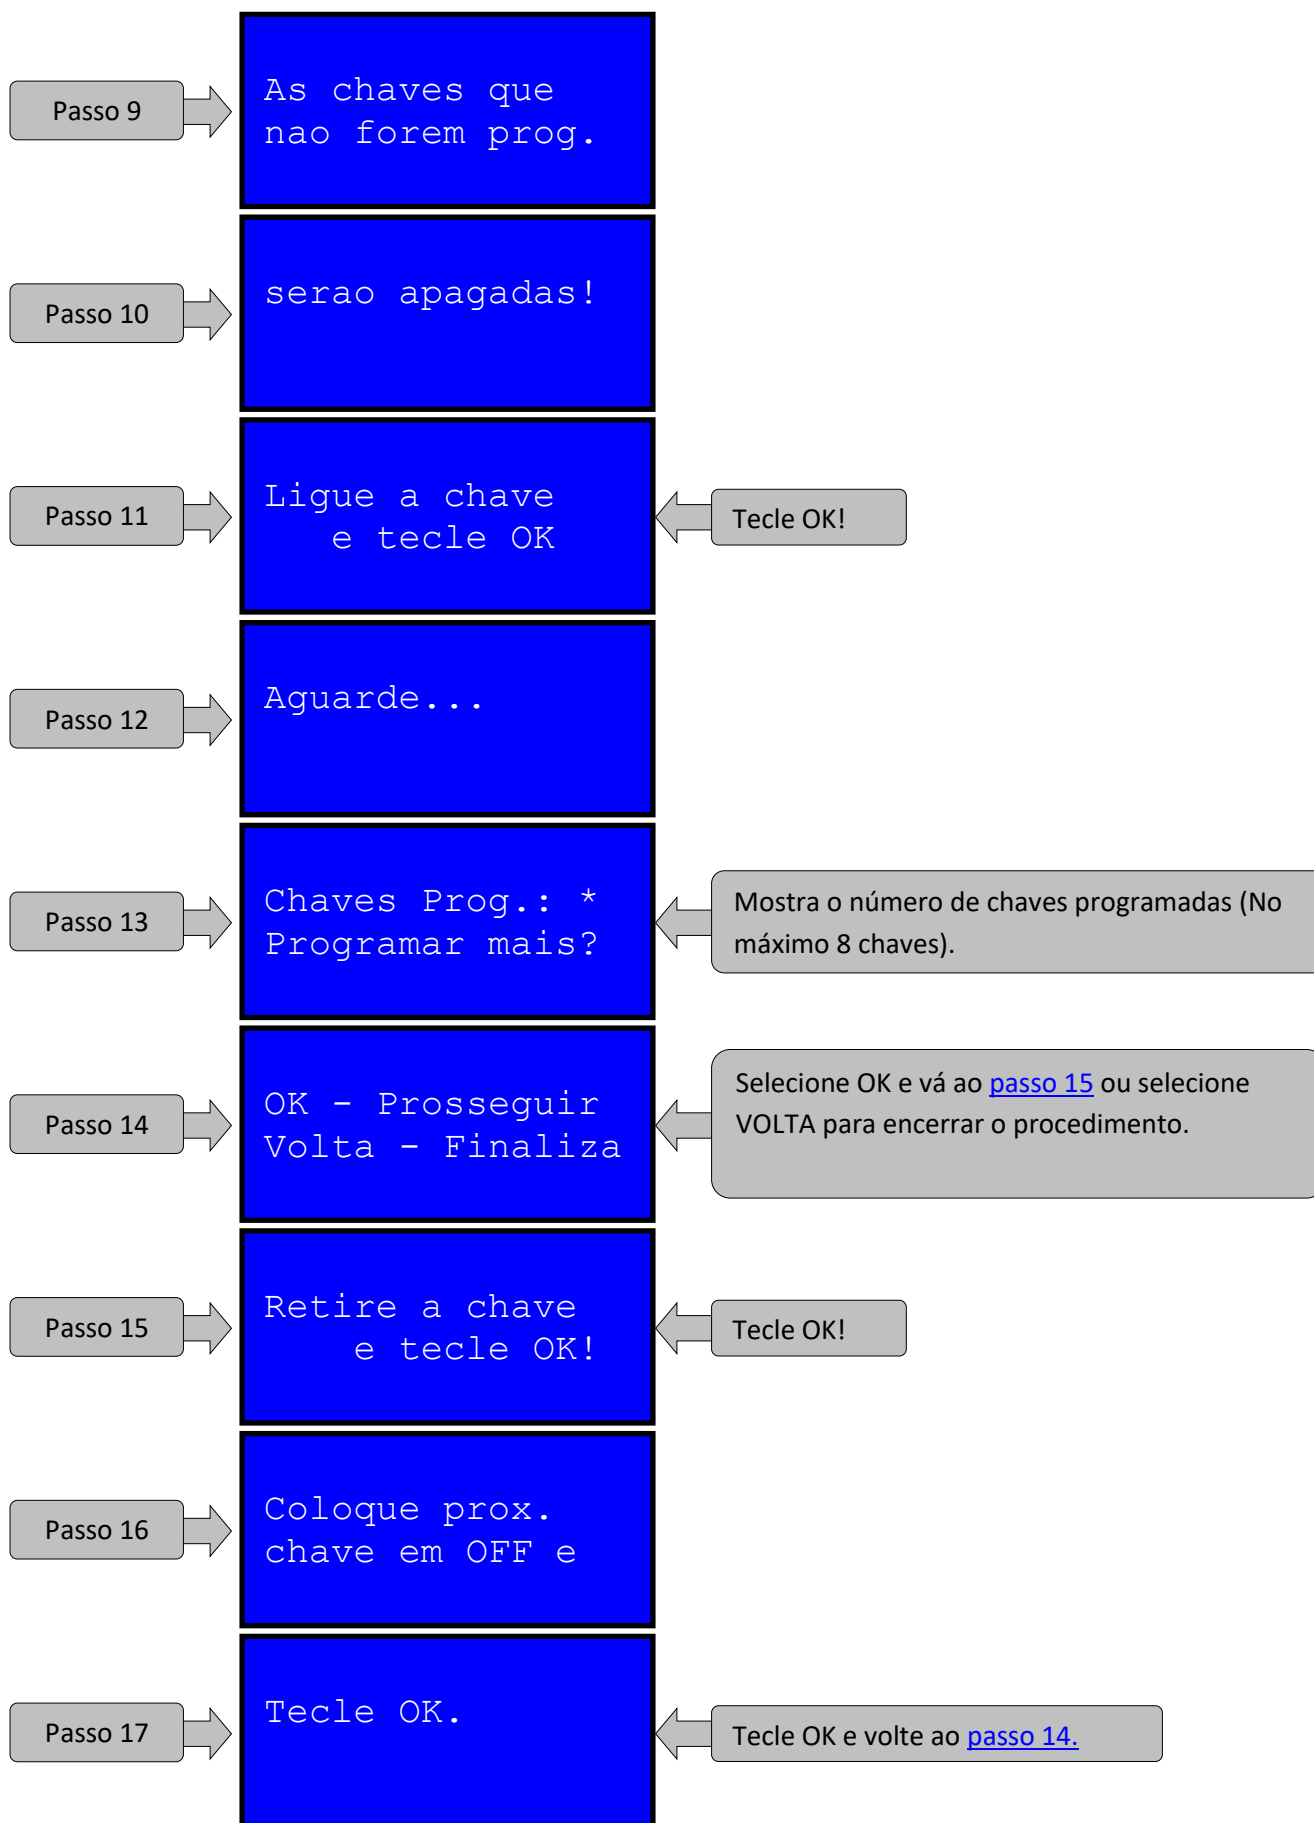 Passo 9
As chaves que
nao forem prog.
Passo 10
serao apagadas!
Passo 11
Ligue a chave
e tecle OK
Tecle OK!
Passo 12
Aguarde...
Passo 13
Chaves Prog.: *
Programar mais?
Mostra o número de chaves programadas (No
máximo 8 chaves).
Passo 14
OK - Prosseguir
Volta - Finaliza
Selecione OK e vá ao passo 15 ou selecione
VOLTA para encerrar o procedimento.
Passo 15
Retire a chave
e tecle OK!
Tecle OK!
Passo 16
Coloque prox.
chave em OFF e
Passo 17
Tecle OK.
Tecle OK e volte ao passo 14.